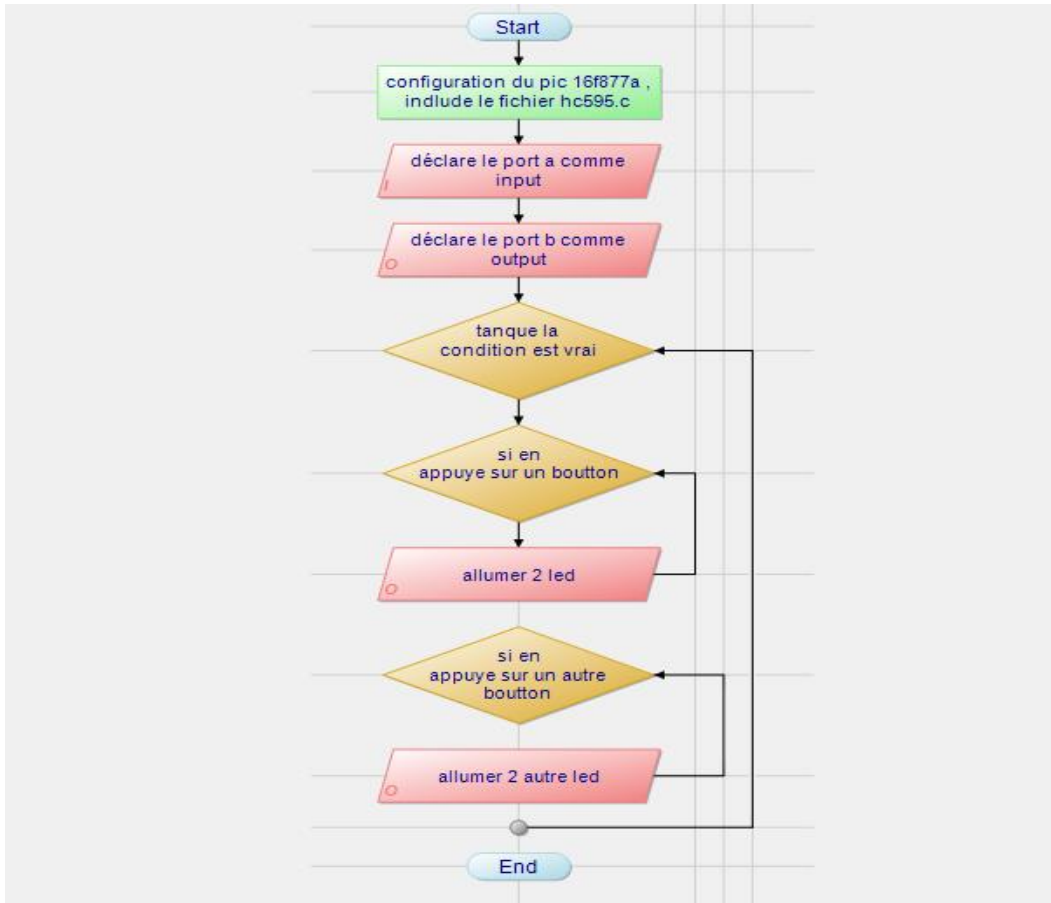 Start
configuration du pic 16f877a ,
indlude le fichier hc595.c
déclare le port a comme
input
I
déclare le port b comme
output
O
tanque la
condition est vrai
si en
appuye sur un boutton
allumer 2 led
O
si en
appuye sur un autre
boutton
allumer 2 autre led
O
End